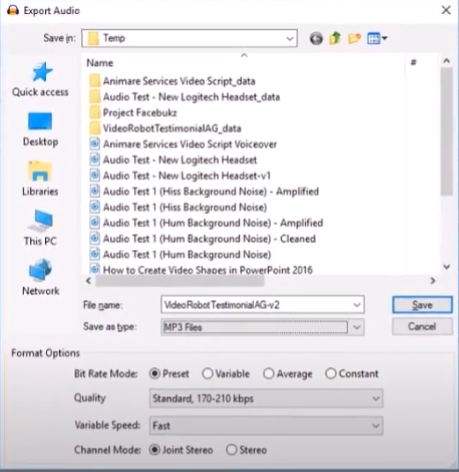 Export Audio
Save in: Temp
Name #
Quick access
Desktop
Libraries
This PC
Network
Animare Services Video Script_data
Audio Test - New Logitech Headset_data
Project Facebukz
VideoRobotTestimonialAG_data
Animare Services Video Script Voiceover
Audio Test - New Logitech Headset
Audio Test - New Logitech Headset-v1
Audio Test 1 (Hiss Background Noise) - Amplified
Audio Test 1 (Hiss Background Noise)
Audio Test 1 (Hum Background Noise) - Amplified
Audio Test 1 (Hum Background Noise) - Cleaned
Audio Test 1 (Hum Background Noise)
How to Create Video Shapes in PowerPoint 2016
File name: VideoRobotTestimonialAG-v2 Save
Save as type: MP3 Files Cancel
Format Options
Bit Rate Mode: Preset Variable Average Constant
Quality Standard, 170-210 kbps
Variable Speed: Fast
Channel Mode: Joint Stereo Stereo